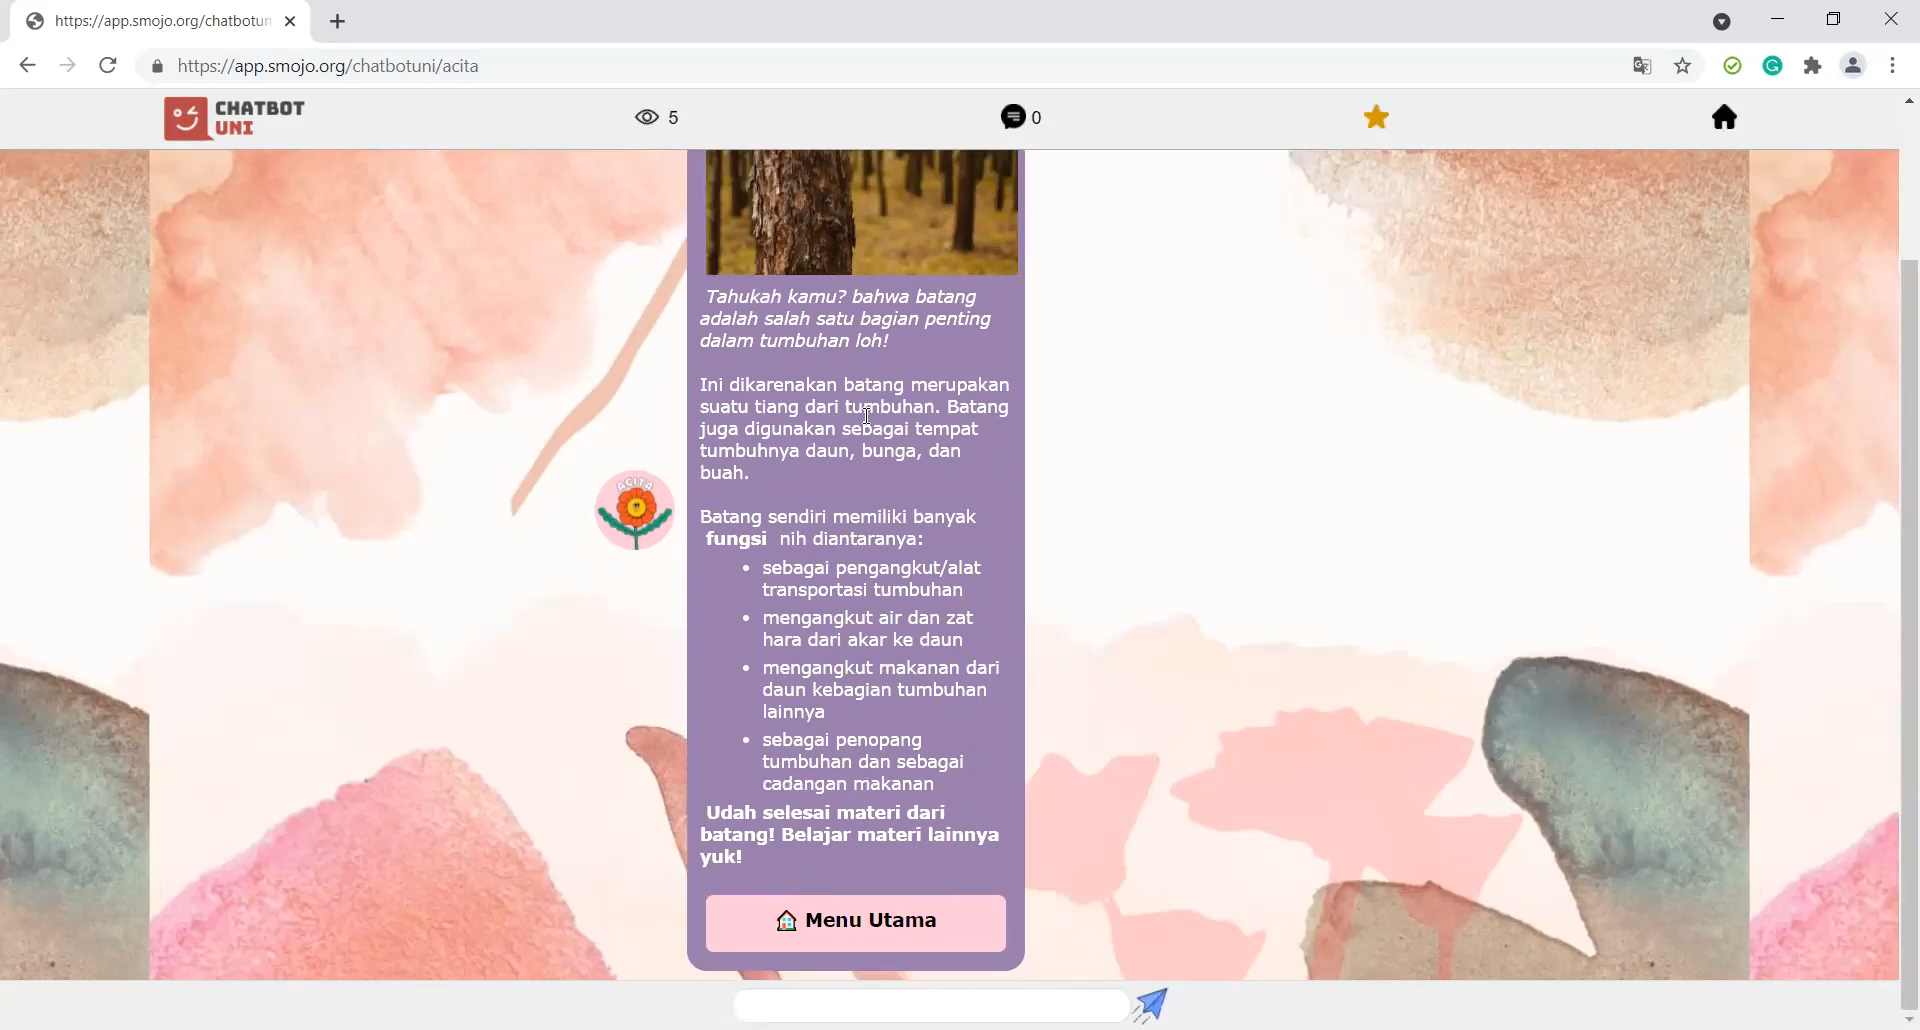 https://app.smojo.org/chatbotun
https://app.smojo.org/chatbotuni/acita
CHATBOT
UNI
5
0
Tahukah kamu? bahwa batang
adalah salah satu bagian penting
dalam tumbuhan loh!
Ini dikarenakan batang merupakan
suatu tiang dari tumbuhan. Batang
juga digunakan sebagai tempat
tumbuhnya daun, bunga, dan
buah.
ACITA
Batang sendiri memiliki banyak
fungsi nih diantaranya:
• sebagai pengangkut/alat
transportasi tumbuhan
• mengangkut air dan zat
hara dari akar ke daun
• mengangkut makanan dari
daun kebagian tumbuhan
lainnya
• sebagai penopang
tumbuhan dan sebagai
cadangan makanan
Udah selesai materi dari
batang! Belajar materi lainnya
yuk!
Menu Utama